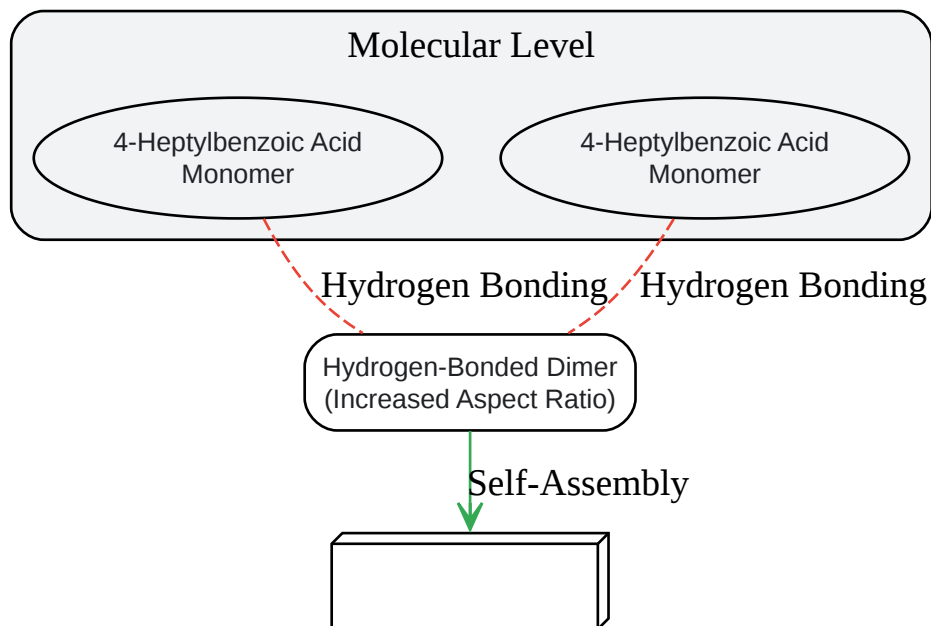 Molecular Level
4-Heptylbenzoic Acid
Monomer
4-Heptylbenzoic Acid
Monomer
Hydrogen Bonding
Hydrogen Bonding
Hydrogen-Bonded Dimer
(Increased Aspect Ratio)
Self-Assembly